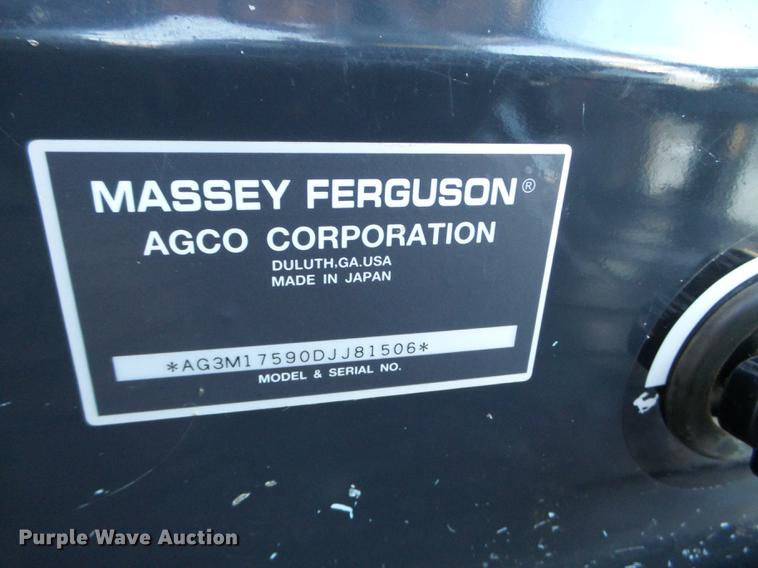 MASSEY FERGUSON®
AGCO CORPORATION
DULUTH,GA.USA
MADE IN JAPAN
*AG3M17590DJJ81506*
MODEL & SERIAL NO.
Purple Wave Auction